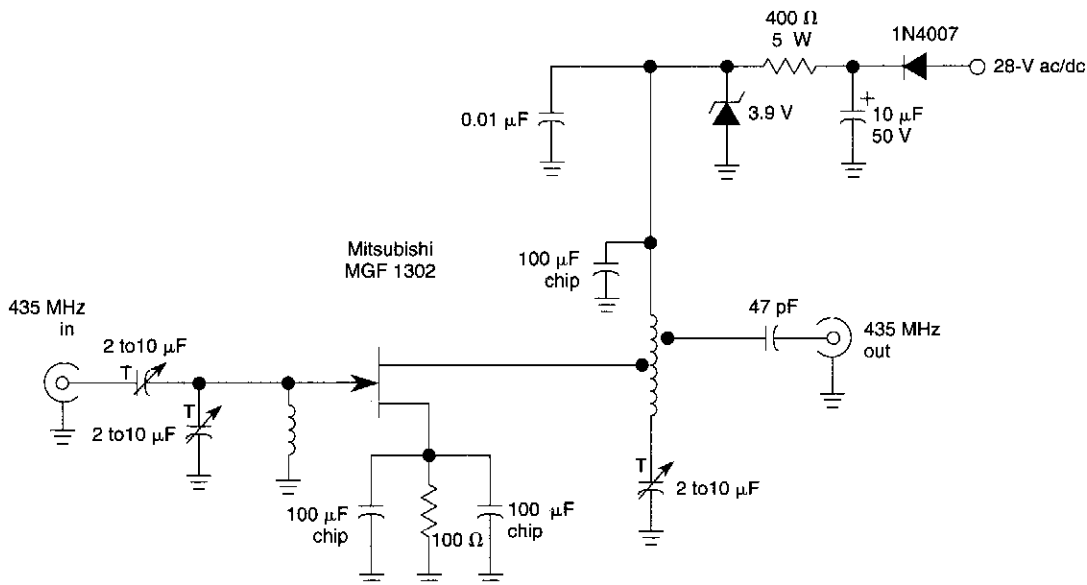 400 Ω
5 W
1N4007
28-V ac/dc
0.01 µF
3.9 V
+
10 µF
50 V
Mitsubishi
MGF 1302
100 µF
chip
47 pF
435 MHz
in
435 MHz
out
2 to10 µF
T
T
2 to10 µF
T
2 to10 µF
100 µF
chip
100 Ω
100 µF
chip